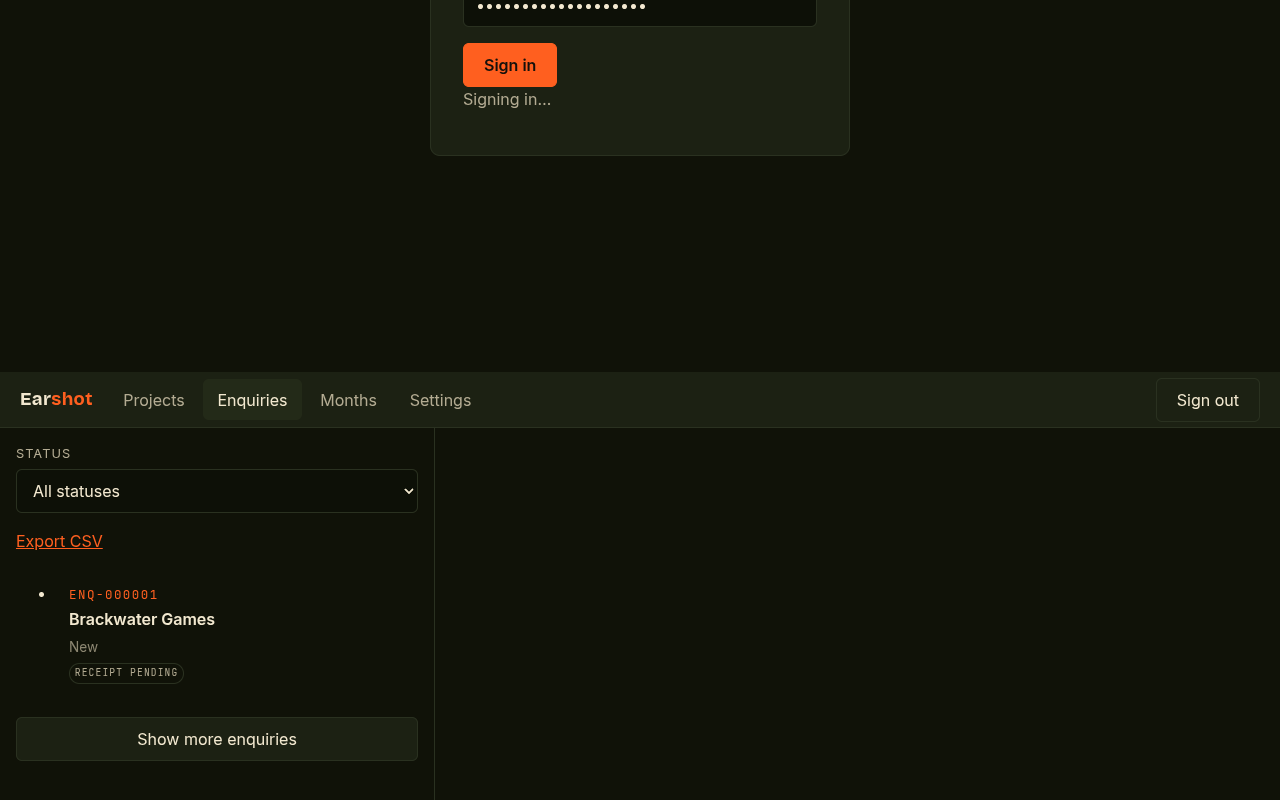 •••••••••••••••••••
Sign in
Signing in…
Earshot Projects Enquiries Months Settings Sign out
STATUS
All statuses
Export CSV
• ENQ-000001
Brackwater Games
New
RECEIPT PENDING
Show more enquiries